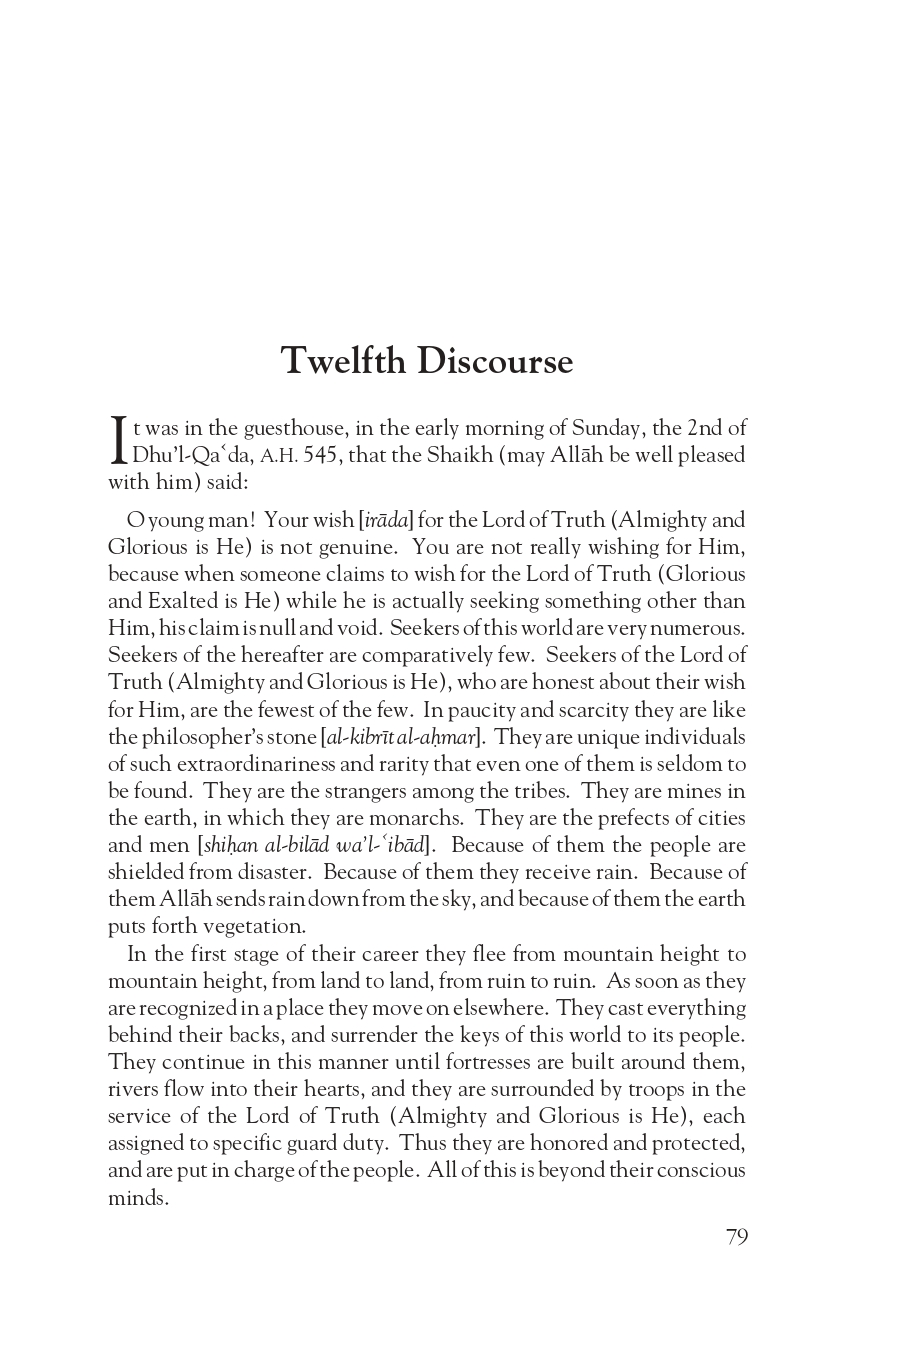 Twelfth Discourse
It was in the guesthouse, in the early morning of Sunday, the 2nd of
Dhu’l-Qaʿda, A.H. 545, that the Shaikh (may Allāh be well pleased
with him) said:
O young man! Your wish [irāda] for the Lord of Truth (Almighty and
Glorious is He) is not genuine. You are not really wishing for Him,
because when someone claims to wish for the Lord of Truth (Glorious
and Exalted is He) while he is actually seeking something other than
Him, his claim is null and void. Seekers of this world are very numerous.
Seekers of the hereafter are comparatively few. Seekers of the Lord of
Truth (Almighty and Glorious is He), who are honest about their wish
for Him, are the fewest of the few. In paucity and scarcity they are like
the philosopher’s stone [al-kibrīt al-aḥmar]. They are unique individuals
of such extraordinariness and rarity that even one of them is seldom to
be found. They are the strangers among the tribes. They are mines in
the earth, in which they are monarchs. They are the prefects of cities
and men [shiḥan al-bilād wa’l-ʿibād]. Because of them the people are
shielded from disaster. Because of them they receive rain. Because of
them Allāh sends rain down from the sky, and because of them the earth
puts forth vegetation.
In the first stage of their career they flee from mountain height to
mountain height, from land to land, from ruin to ruin. As soon as they
are recognized in a place they move on elsewhere. They cast everything
behind their backs, and surrender the keys of this world to its people.
They continue in this manner until fortresses are built around them,
rivers flow into their hearts, and they are surrounded by troops in the
service of the Lord of Truth (Almighty and Glorious is He), each
assigned to specific guard duty. Thus they are honored and protected,
and are put in charge of the people. All of this is beyond their conscious
minds.
79